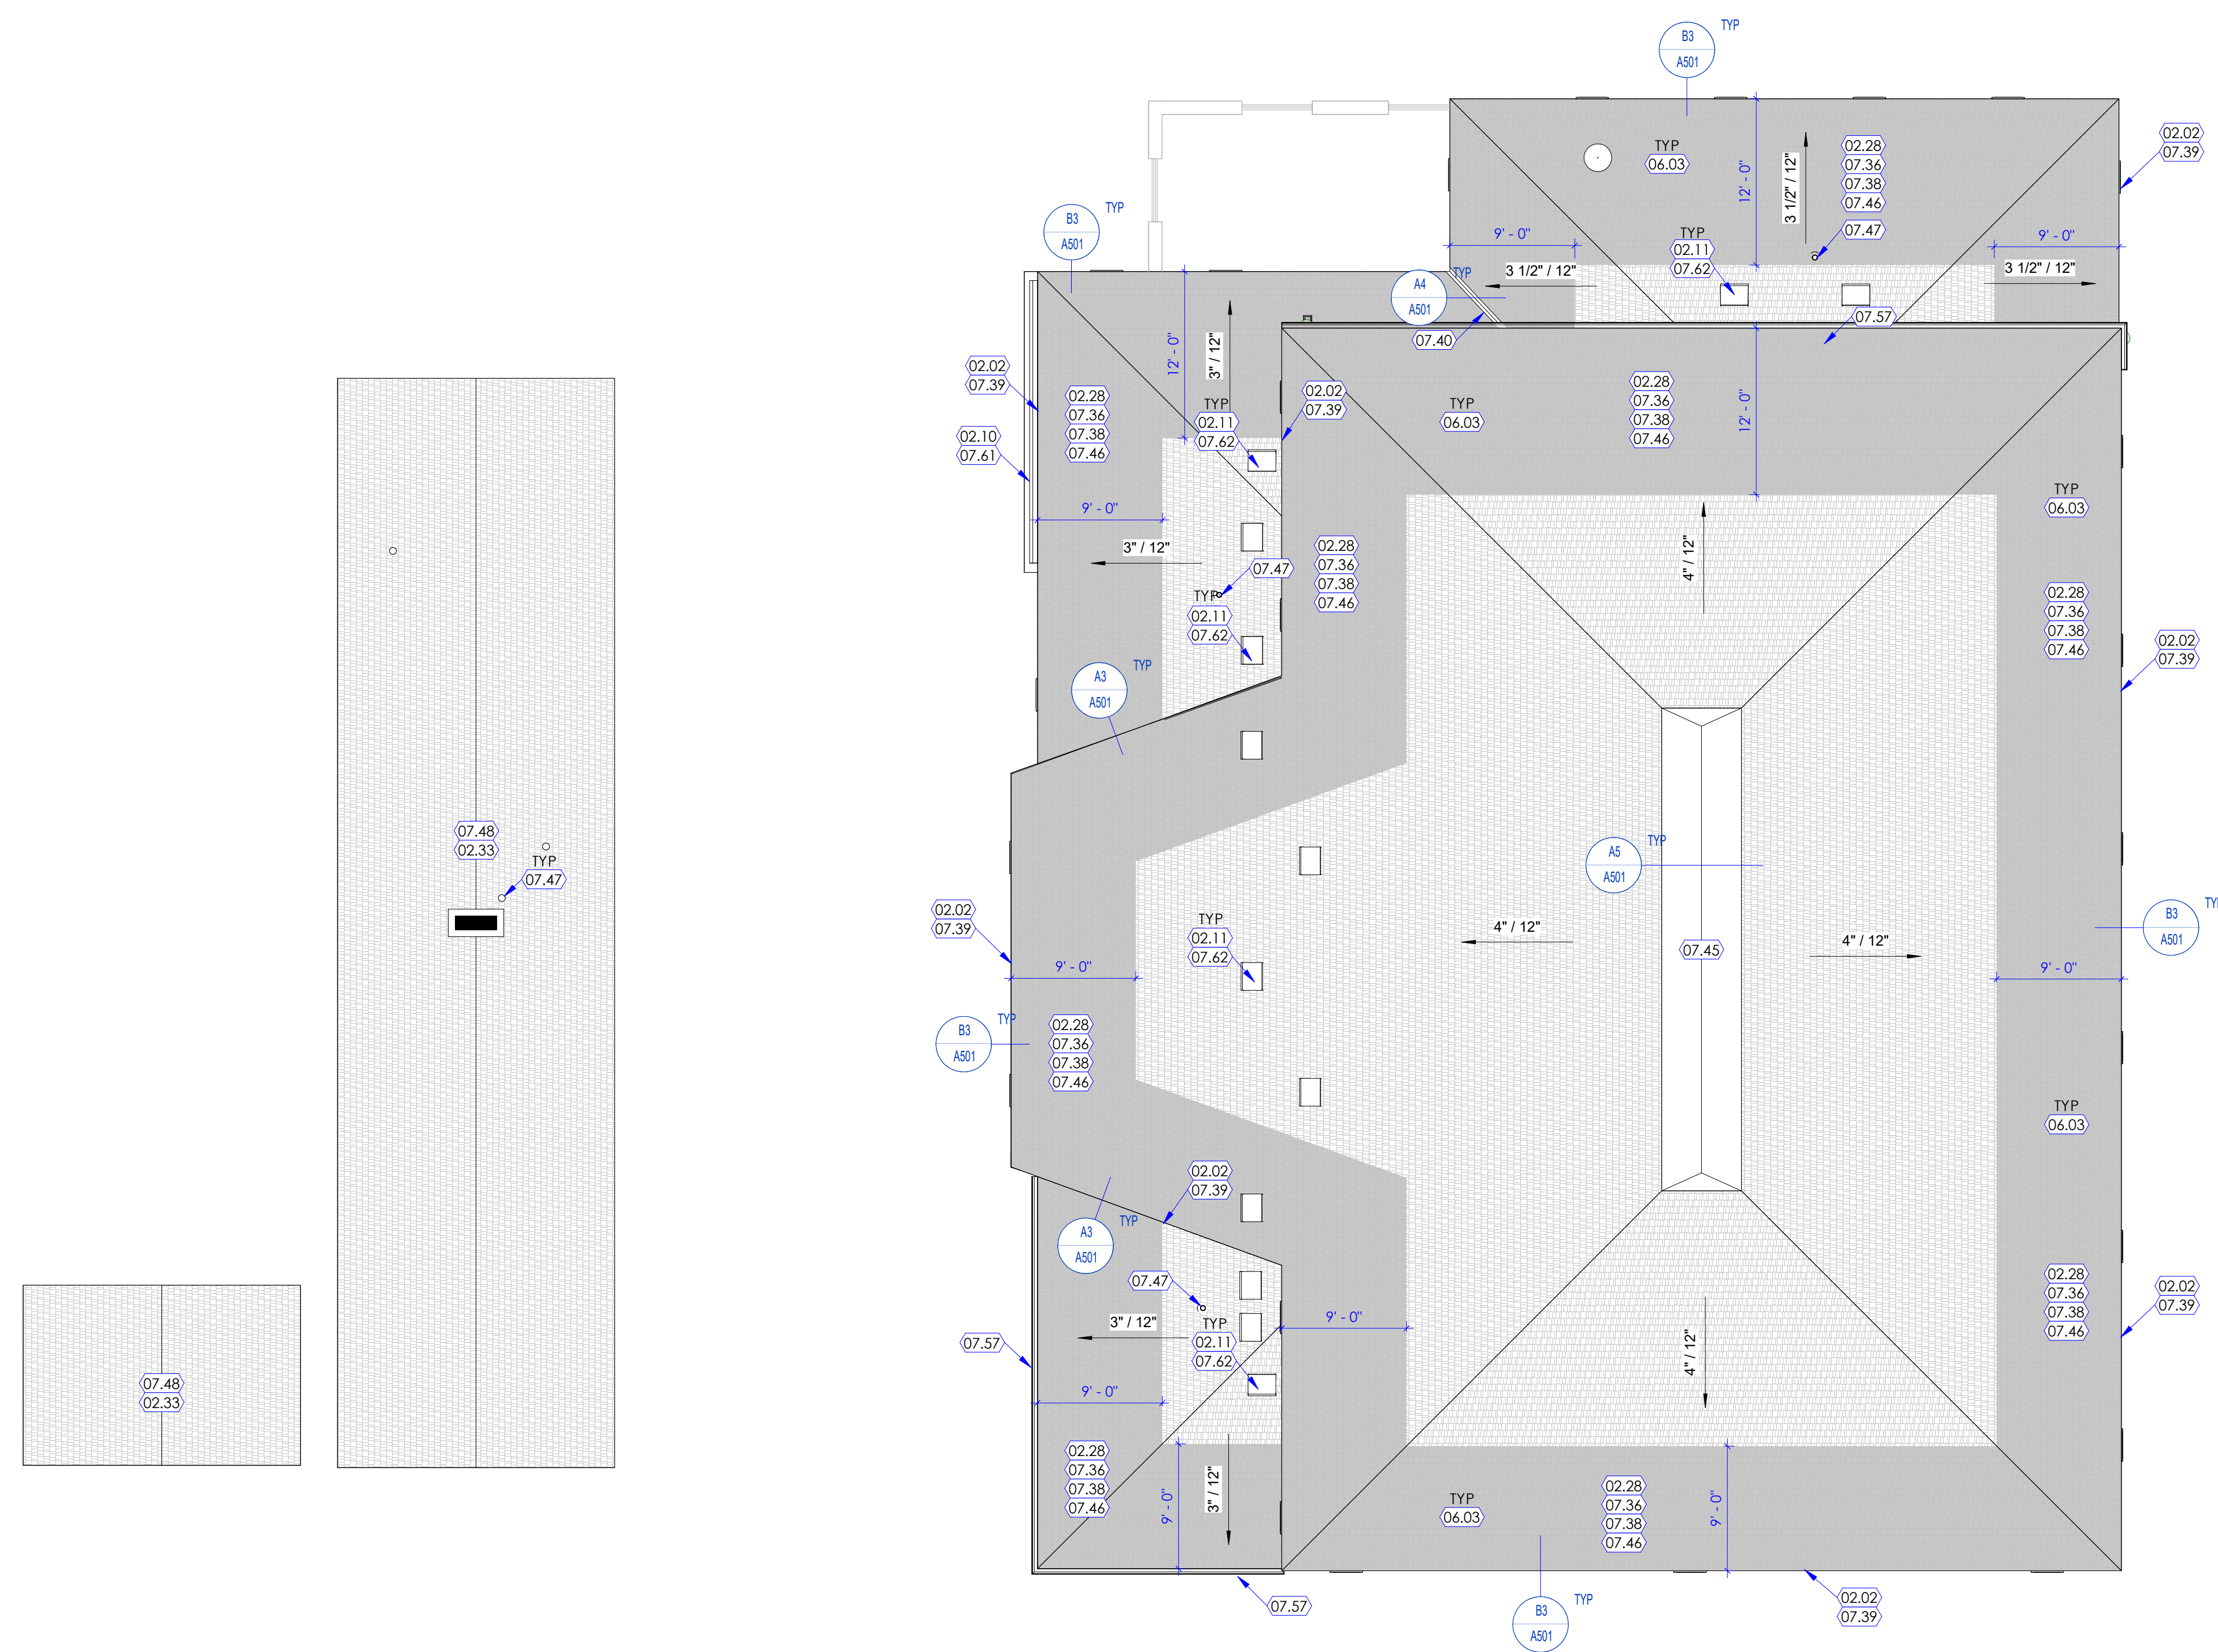 B3
A501
TYP
02.02
07.39
TYP
06.03
12' - 0"
3 1/2" / 12"
02.28
07.36
07.38
07.46
07.47
B3
A501
TYP
9' - 0"
9' - 0"
TYP
02.11
07.62
3 1/2" / 12"
3 1/2" / 12"
A4
A501
TYP
07.40
07.57
12' - 0"
3" / 12"
02.02
07.39
02.28
07.36
07.38
07.46
TYP
02.11
07.62
02.02
07.39
TYP
06.03
02.28
07.36
07.38
07.46
12' - 0"
02.10
07.61
9' - 0"
3" / 12"
07.47
02.28
07.36
07.38
07.46
4" / 12"
TYP
06.03
TYP
02.11
07.62
02.28
07.36
07.38
07.46
02.02
07.39
A3
A501
TYP
07.48
02.33
TYP
07.47
A5
A501
TYP
02.02
07.39
TYP
02.11
07.62
4" / 12"
07.45
4" / 12"
B3
A501
9' - 0"
9' - 0"
B3
A501
TYP
02.28
07.36
07.38
07.46
TYP
06.03
02.02
07.39
A3
A501
TYP
07.47
3" / 12"
TYP
02.11
07.62
9' - 0"
4" / 12"
02.28
07.36
07.38
07.46
02.02
07.39
07.57
07.48
02.33
9' - 0"
02.28
07.36
07.38
07.46
9' - 0"
3" / 12"
TYP
06.03
02.28
07.36
07.38
07.46
9' - 0"
07.57
B3
A501
TYP
02.02
07.39